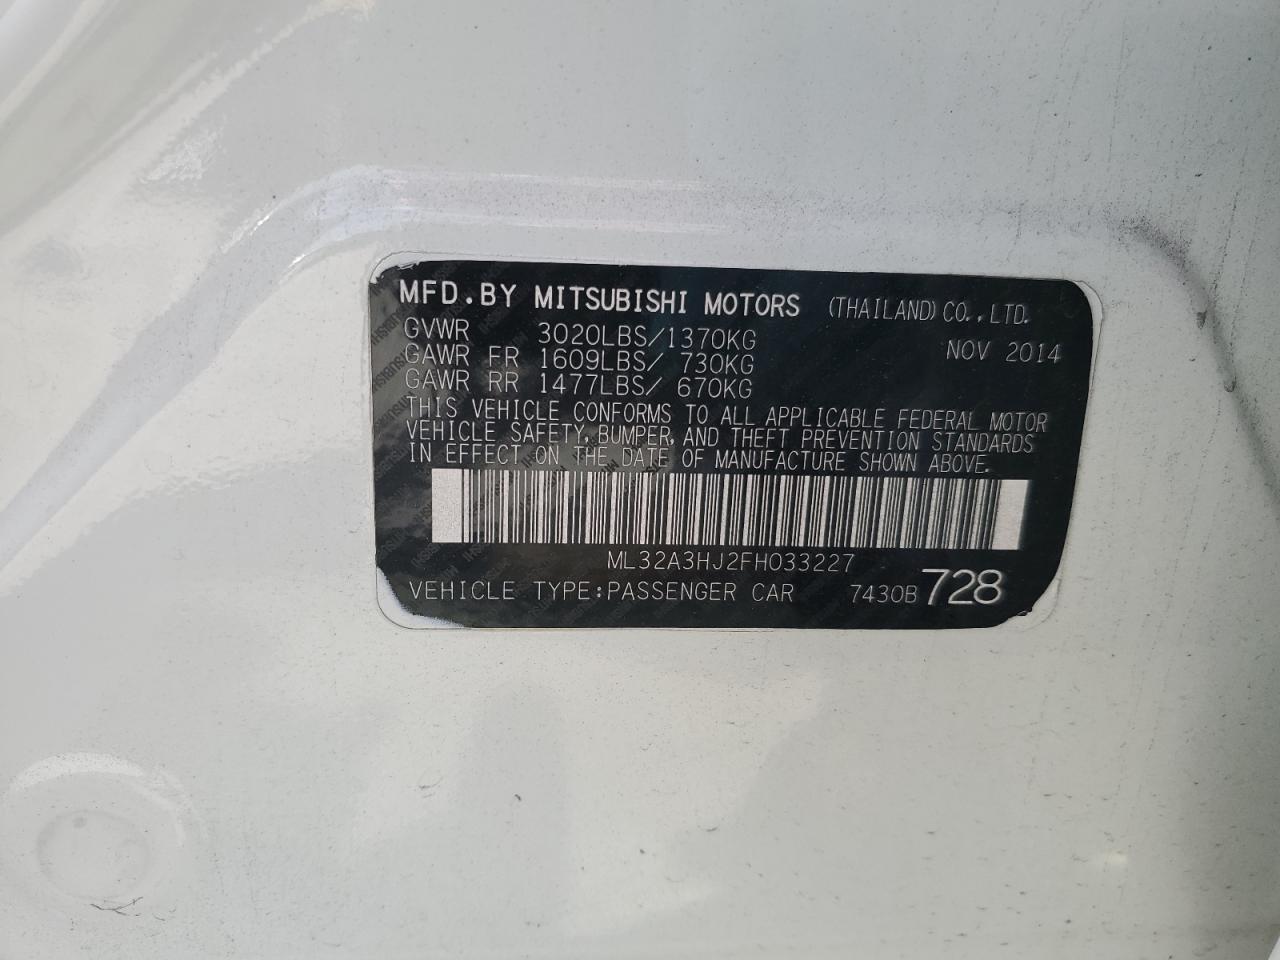 MFD.BY MITSUBISHI MOTORS (THAILAND) CO.,LTD.
GVWR 3020LBS/1370KG NOV 2014
GAWR FR 1609LBS/ 730KG
GAWR RR 1477LBS/ 670KG
THIS VEHICLE CONFORMS TO ALL APPLICABLE FEDERAL MOTOR
VEHICLE SAFETY, BUMPER, AND THEFT PREVENTION STANDARDS
IN EFFECT ON THE DATE OF MANUFACTURE SHOWN ABOVE.
ML32A3HJ2FH033227
VEHICLE TYPE:PASSENGER CAR 7430B 728